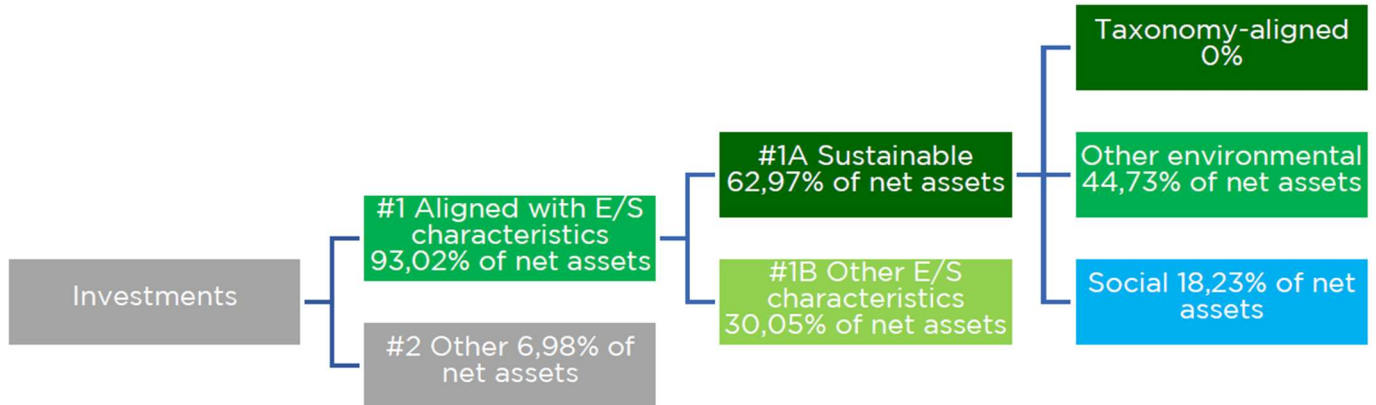 Investments
#1 Aligned with E/S
characteristics
93,02% of net assets
#2 Other 6,98% of
net assets
#1A Sustainable
62,97% of net assets
#1B Other E/S
characteristics
30,05% of net assets
Taxonomy-aligned
0%
Other environmental
44,73% of net assets
Social 18,23% of net
assets